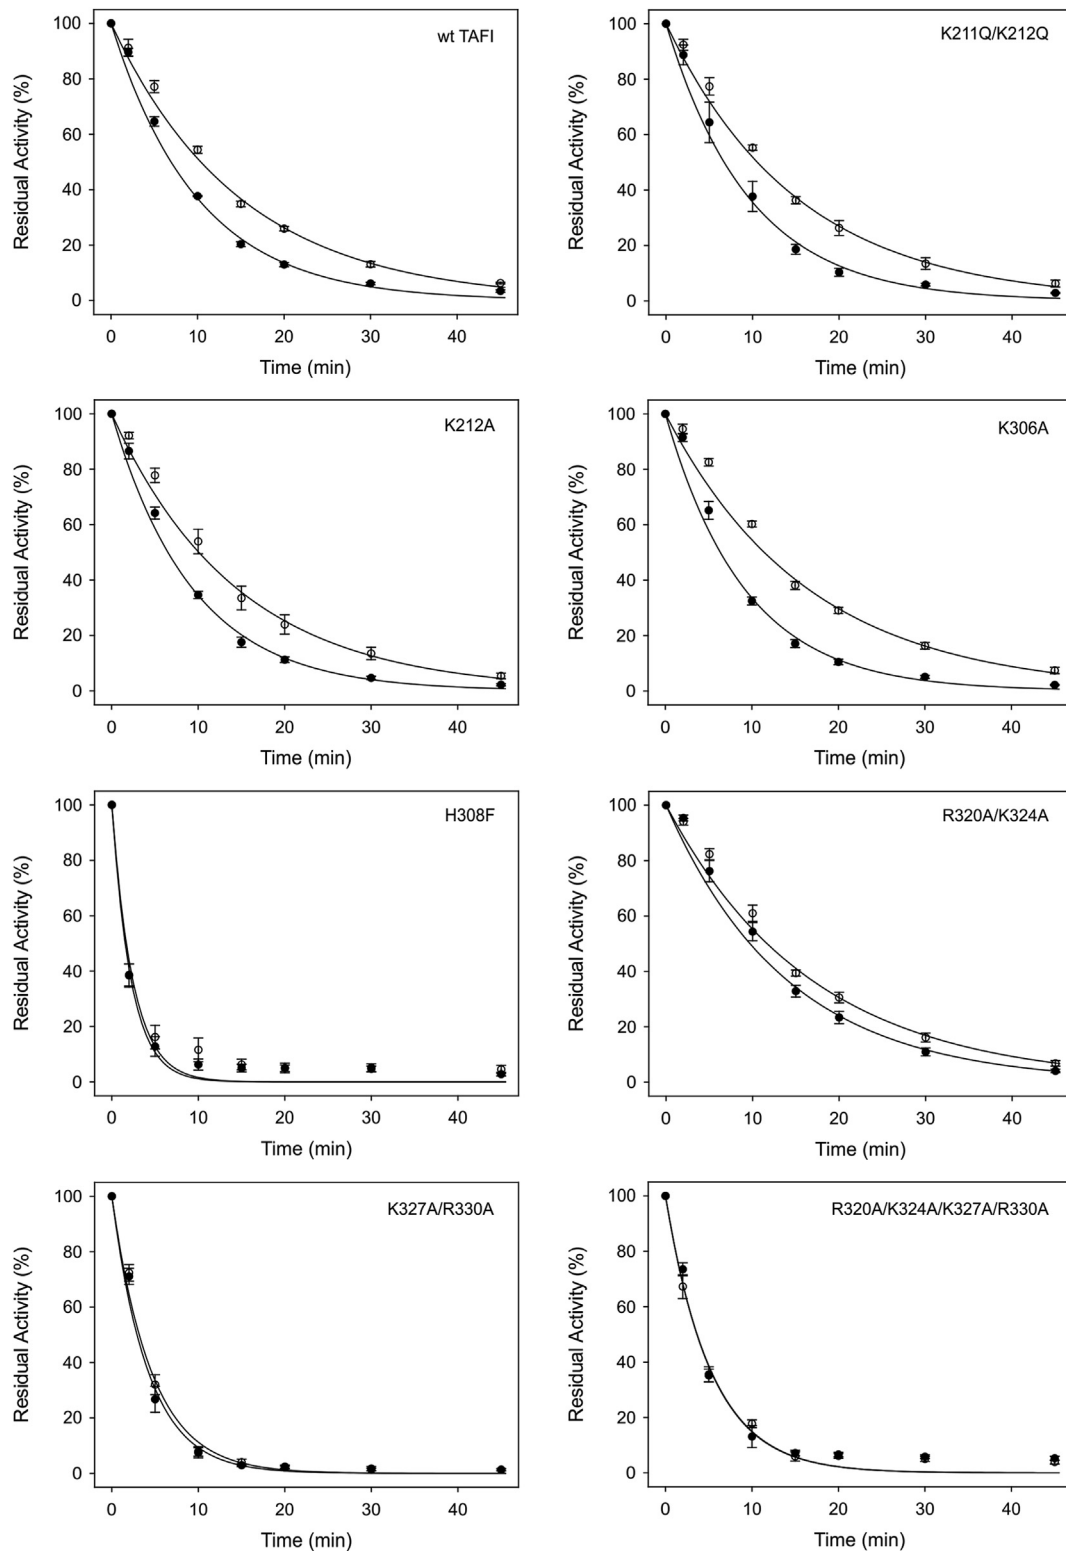 wt TAFI
Residual Activity (%)
100
80
60
40
20
0
0 10 20 30 40
Time (min)
K211Q/K212Q
Residual Activity (%)
100
80
60
40
20
0
0 10 20 30 40
Time (min)
K212A
Residual Activity (%)
100
80
60
40
20
0
0 10 20 30 40
Time (min)
K306A
Residual Activity (%)
100
80
60
40
20
0
0 10 20 30 40
Time (min)
H308F
Residual Activity (%)
100
80
60
40
20
0
0 10 20 30 40
Time (min)
R320A/K324A
Residual Activity (%)
100
80
60
40
20
0
0 10 20 30 40
Time (min)
K327A/R330A
Residual Activity (%)
100
80
60
40
20
0
0 10 20 30 40
Time (min)
R320A/K324A/K327A/R330A
Residual Activity (%)
100
80
60
40
20
0
0 10 20 30 40
Time (min)